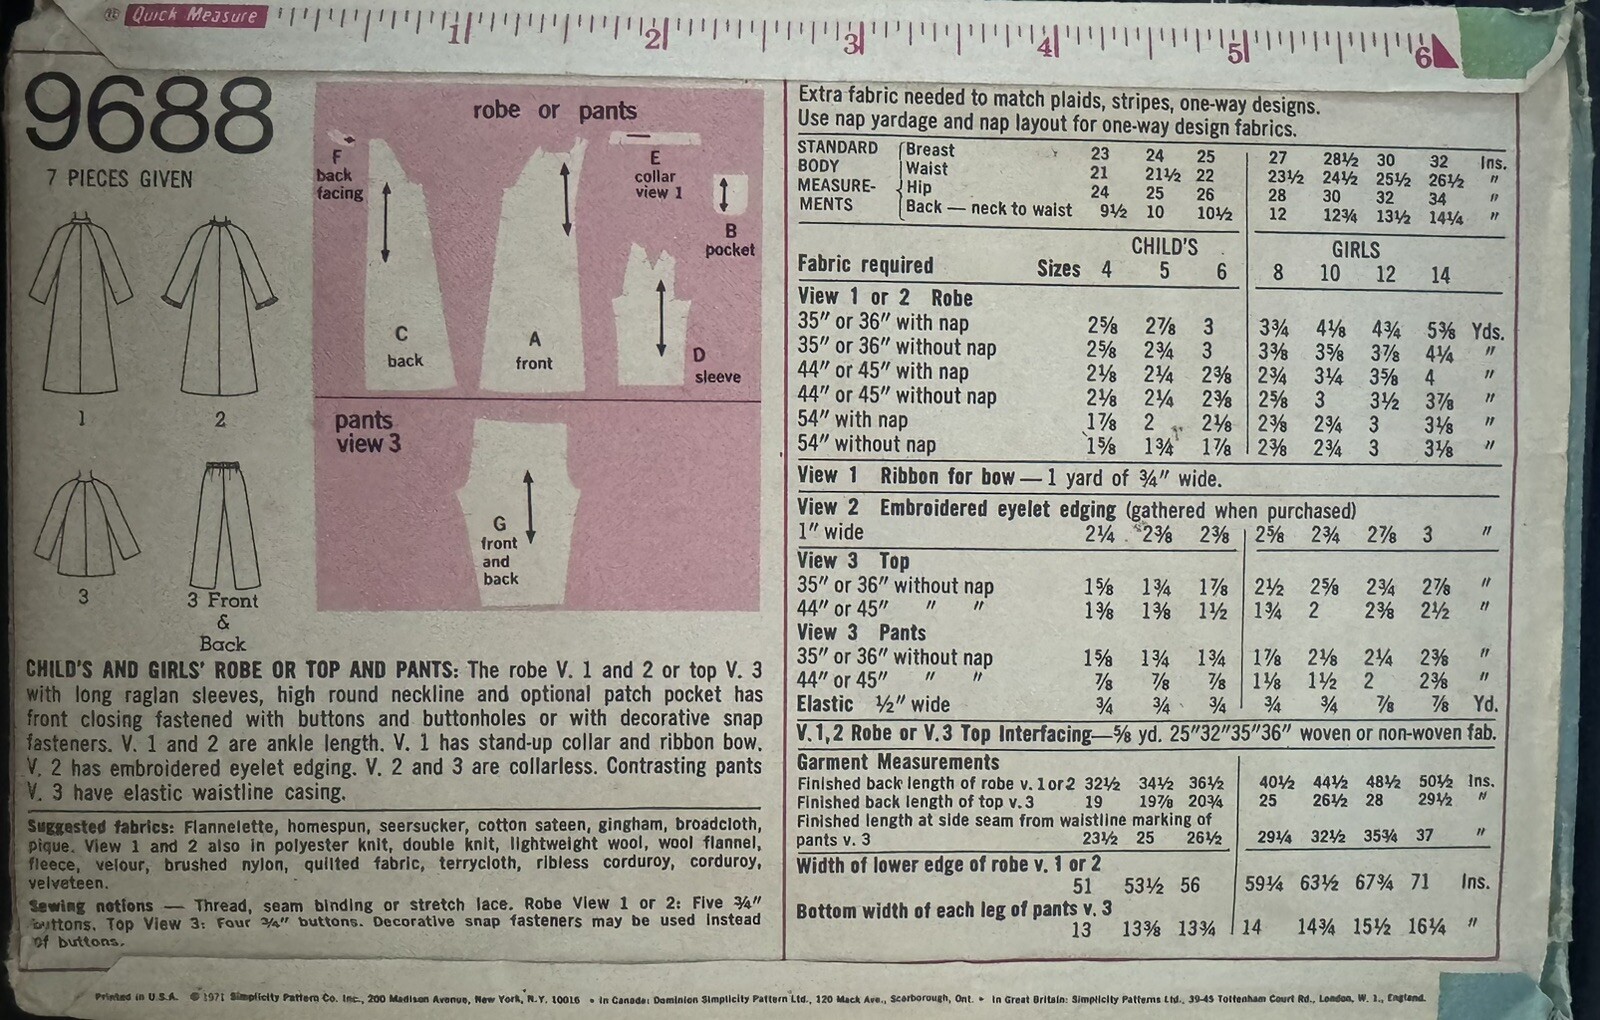 Quick Measure
1 2 3 4 5 6
9688
7 PIECES GIVEN
1
2
3
3 Front
&
Back
robe or pants
F
back
facing
E
collar
view 1
B
pocket
C
back
A
front
D
sleeve
pants
view 3
G
front
and
back
CHILD'S AND GIRLS' ROBE OR TOP AND PANTS: The robe V. 1 and 2 or top V. 3
with long raglan sleeves, high round neckline and optional patch pocket has
front closing fastened with buttons and buttonholes or with decorative snap
fasteners. V. 1 and 2 are ankle length. V. 1 has stand-up collar and ribbon bow.
V. 2 has embroidered eyelet edging. V. 2 and 3 are collarless. Contrasting pants
V. 3 have elastic waistline casing.
Suggested fabrics: Flannelette, homespun, seersucker, cotton sateen, gingham, broadcloth,
pique. View 1 and 2 also in polyester knit, double knit, lightweight wool, wool flannel,
fleece, velour, brushed nylon, quilted fabric, terrycloth, ribless corduroy, corduroy,
velveteen.
Sewing notions — Thread, seam binding or stretch lace. Robe View 1 or 2: Five ¾"
buttons. Top View 3: Four ¾" buttons. Decorative snap fasteners may be used instead
of buttons.
Extra fabric needed to match plaids, stripes, one-way designs.
Use nap yardage and nap layout for one-way design fabrics.
STANDARD BODY MEASURE-MENTS
Breast 23 24 25 27 28½ 30 32 Ins.
Waist 21 21½ 22 23½ 24½ 25½ 26½ "
Hip 24 25 26 28 30 32 34 "
Back — neck to waist 9½ 10 10½ 12 12¾ 13½ 14¼ "
CHILD'S GIRLS
Fabric required Sizes 4 5 6 8 10 12 14
View 1 or 2 Robe
35" or 36" with nap 2⅝ 2⅞ 3 3¾ 4⅛ 4¾ 5⅜ Yds.
35" or 36" without nap 2⅝ 2¾ 3 3⅜ 3⅝ 3⅞ 4¼ "
44" or 45" with nap 2⅛ 2¼ 2⅜ 2¾ 3¼ 3⅝ 4 "
44" or 45" without nap 2⅛ 2¼ 2⅜ 2⅝ 3 3½ 3⅞ "
54" with nap 1⅞ 2 2⅛ 2⅜ 2¾ 3 3⅛ "
54" without nap 1⅝ 1¾ 1⅞ 2⅜ 2¾ 3 3⅛ "
View 1 Ribbon for bow — 1 yard of ¾" wide.
View 2 Embroidered eyelet edging (gathered when purchased)
1" wide 2¼ 2⅜ 2⅜ 2⅝ 2¾ 2⅞ 3 "
View 3 Top
35" or 36" without nap 1⅝ 1¾ 1⅞ 2½ 2⅝ 2¾ 2⅞ "
44" or 45" " " 1⅜ 1⅜ 1½ 1¾ 2 2⅜ 2½ "
View 3 Pants
35" or 36" without nap 1⅝ 1¾ 1¾ 1⅞ 2⅛ 2¼ 2⅜ "
44" or 45" " " ⅞ ⅞ ⅞ 1⅛ 1½ 2 2⅜ "
Elastic ½" wide ¾ ¾ ¾ ¾ ¾ ⅞ ⅞ Yd.
V.1,2 Robe or V.3 Top Interfacing—⅝ yd. 25"32"35"36" woven or non-woven fab.
Garment Measurements
Finished back length of robe v. 1or2 32½ 34½ 36½ 40½ 44½ 48½ 50½ Ins.
Finished back length of top v.3 19 19⅞ 20¾ 25 26½ 28 29½ "
Finished length at side seam from waistline marking of
pants v. 3 23½ 25 26½ 29¼ 32½ 35¾ 37 "
Width of lower edge of robe v. 1 or 2
51 53½ 56 59¼ 63½ 67¾ 71 Ins.
Bottom width of each leg of pants v. 3
13 13⅜ 13¾ 14 14¾ 15½ 16¼ "
Printed in U.S.A. © 1971 Simplicity Pattern Co. Inc., 200 Madison Avenue, New York, N.Y. 10016 • In Canada: Dominion Simplicity Pattern Ltd., 120 Mack Ave., Scarborough, Ont. • In Great Britain: Simplicity Patterns Ltd., 39-45 Tottenham Court Rd., London, W. 1., England.